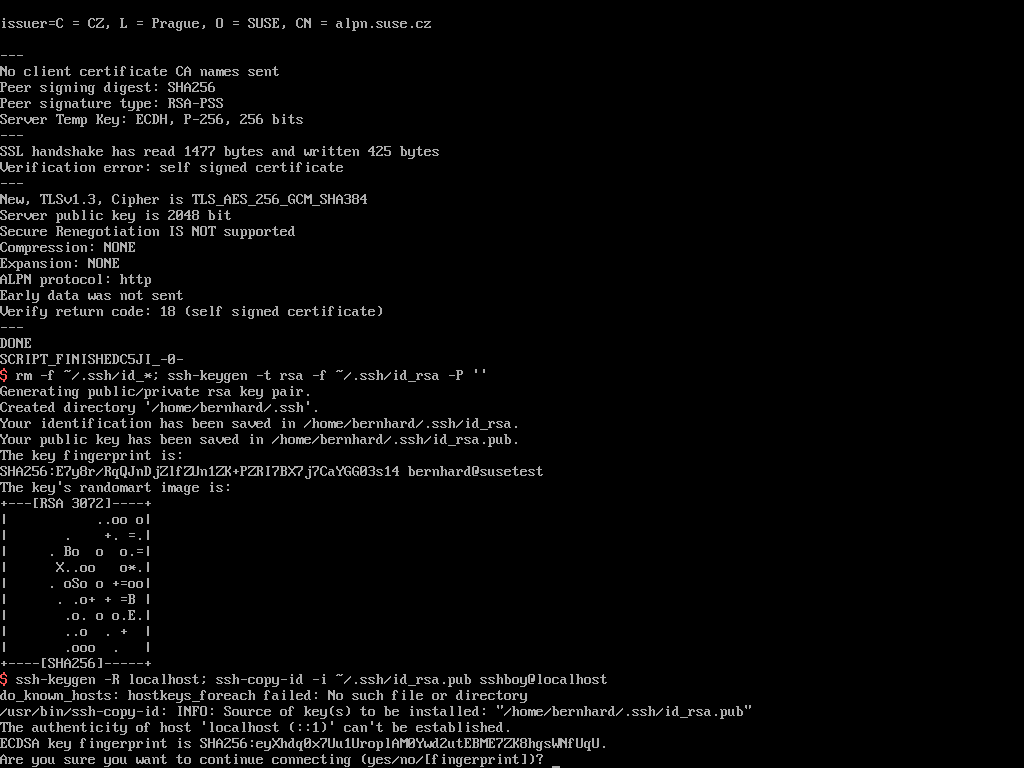 issuer=C = CZ, L = Prague, O = SUSE, CN = alpn.suse.cz
---
No client certificate CA names sent
Peer signing digest: SHA256
Peer signature type: RSA-PSS
Server Temp Key: ECDH, P-256, 256 bits
---
SSL handshake has read 1477 bytes and written 425 bytes
Verification error: self signed certificate
---
New, TLSv1.3, Cipher is TLS_AES_256_GCM_SHA384
Server public key is 2048 bit
Secure Renegotiation IS NOT supported
Compression: NONE
Expansion: NONE
ALPN protocol: http
Early data was not sent
Verify return code: 18 (self signed certificate)
---
DONE
SCRIPT_FINISHEDC5JI_-0-
$ rm -f ~/.ssh/id_*; ssh-keygen -t rsa -f ~/.ssh/id_rsa -P ''
Generating public/private rsa key pair.
Created directory '/home/bernhard/.ssh'.
Your identification has been saved in /home/bernhard/.ssh/id_rsa.
Your public key has been saved in /home/bernhard/.ssh/id_rsa.pub.
The key fingerprint is:
SHA256:E7y8r/RqQJnDjZlfZUn1ZK+PZRI7BX7j7CaYGG03s14 bernhard@susetest
The key's randomart image is:
+---[RSA 3072]----+
|            ..oo o|
|        .    +. =.|
|      . Bo  o  o.=|
|       X..oo   o*.|
|      . oSo o +=oo|
|       . .o+ + =B |
|        .o. o o.E.|
|        ..o  . +  |
|        .ooo  .   |
+----[SHA256]-----+
$ ssh-keygen -R localhost; ssh-copy-id -i ~/.ssh/id_rsa.pub sshboy@localhost
do_known_hosts: hostkeys_foreach failed: No such file or directory
/usr/bin/ssh-copy-id: INFO: Source of key(s) to be installed: "/home/bernhard/.ssh/id_rsa.pub"
The authenticity of host 'localhost (::1)' can't be established.
ECDSA key fingerprint is SHA256:eyXhdq0x7Uu1UroplAM0Ywd2utEBME7ZK8hgsWNfUqU.
Are you sure you want to continue connecting (yes/no/[fingerprint])? _